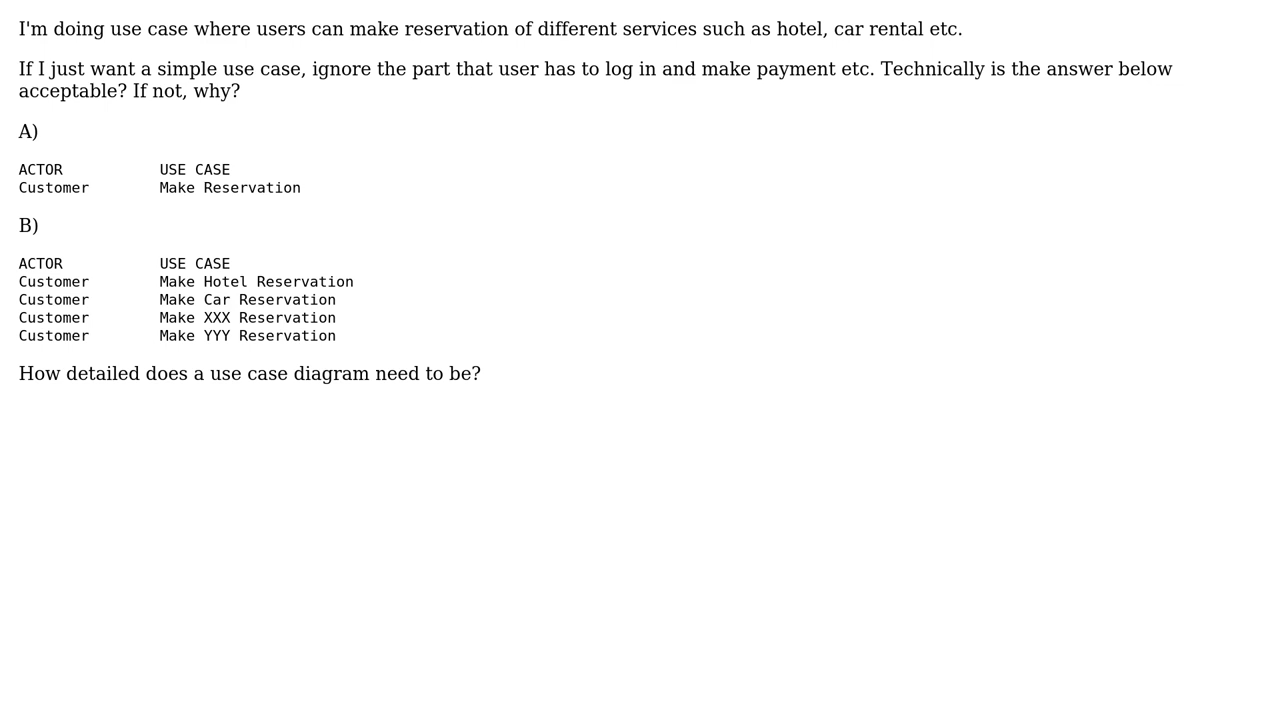 I'm doing use case where users can make reservation of different services such as hotel, car rental etc.
If I just want a simple use case, ignore the part that user has to log in and make payment etc. Technically is the answer below
acceptable? If not, why?
A)
ACTOR           USE CASE
Customer        Make Reservation
B)
ACTOR           USE CASE
Customer        Make Hotel Reservation
Customer        Make Car Reservation
Customer        Make XXX Reservation
Customer        Make YYY Reservation
How detailed does a use case diagram need to be?